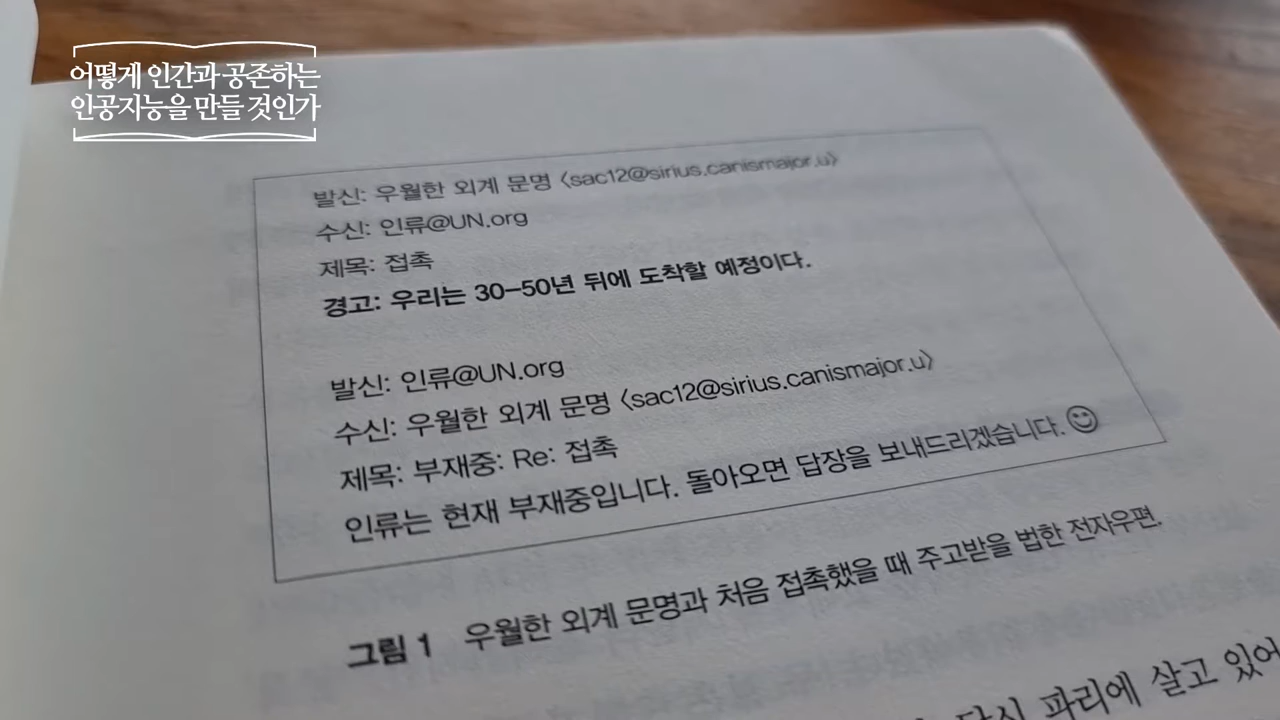 어떻게 인간과 공존하는
인공지능을 만들 것인가
발신: 우월한 외계 문명 〈sac12@sirius.canismajor.u〉
수신: 인류@UN.org
제목: 접촉
경고: 우리는 30-50년 뒤에 도착할 예정이다.
발신: 인류@UN.org
수신: 우월한 외계 문명 〈sac12@sirius.canismajor.u〉
제목: 부재중: Re: 접촉
인류는 현재 부재중입니다. 돌아오면 답장을 보내드리겠습니다. ☺
그림 1 우월한 외계 문명과 처음 접촉했을 때 주고받을 법한 전자우편.
당시 파리에 살고 있어